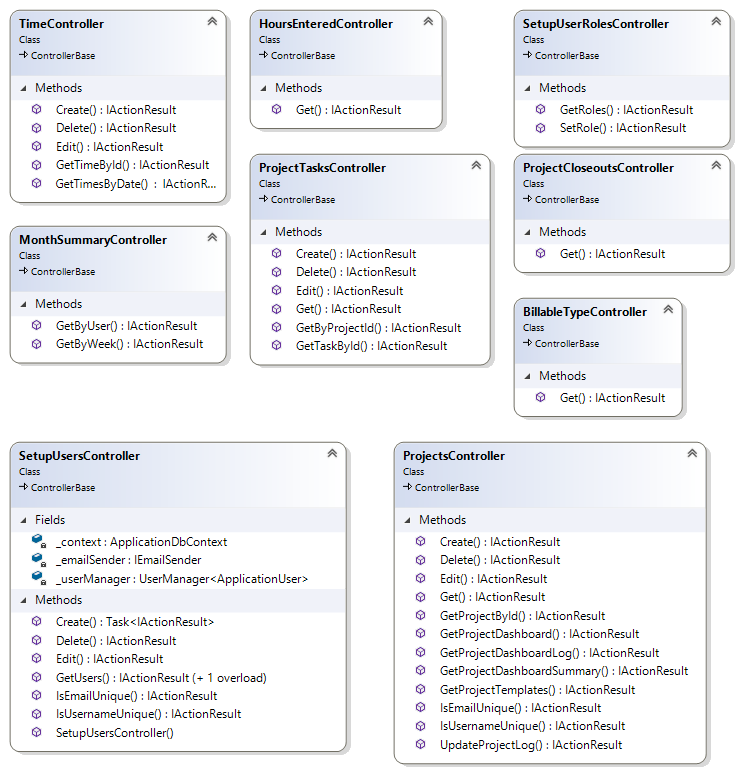 TimeController
Class
ControllerBase
Methods
Create() : IActionResult
Delete() : IActionResult
Edit() : IActionResult
GetTimeById() : IActionResult
GetTimesByDate() : IActionR...
HoursEnteredController
Class
ControllerBase
Methods
Get() : IActionResult
SetupUserRolesController
Class
ControllerBase
Methods
GetRoles() : IActionResult
SetRole() : IActionResult
MonthSummaryController
Class
ControllerBase
Methods
GetByUser() : IActionResult
GetByWeek() : IActionResult
ProjectTasksController
Class
ControllerBase
Methods
Create() : IActionResult
Delete() : IActionResult
Edit() : IActionResult
Get() : IActionResult
GetByProjectId() : IActionResult
GetTaskById() : IActionResult
ProjectCloseoutsController
Class
ControllerBase
Methods
Get() : IActionResult
BillableTypeController
Class
ControllerBase
Methods
Get() : IActionResult
SetupUsersController
Class
ControllerBase
Fields
_context : ApplicationDbContext
_emailSender : IEmailSender
_userManager : UserManager<ApplicationUser>
Methods
Create() : Task<IActionResult>
Delete() : IActionResult
Edit() : IActionResult
GetUsers() : IActionResult (+ 1 overload)
IsEmailUnique() : IActionResult
IsUsernameUnique() : IActionResult
SetupUsersController()
ProjectsController
Class
ControllerBase
Methods
Create() : IActionResult
Delete() : IActionResult
Edit() : IActionResult
Get() : IActionResult
GetProjectById() : IActionResult
GetProjectDashboard() : IActionResult
GetProjectDashboardLog() : IActionResult
GetProjectDashboardSummary() : IActionResult
GetProjectTemplates() : IActionResult
IsEmailUnique() : IActionResult
IsUsernameUnique() : IActionResult
UpdateProjectLog() : IActionResult